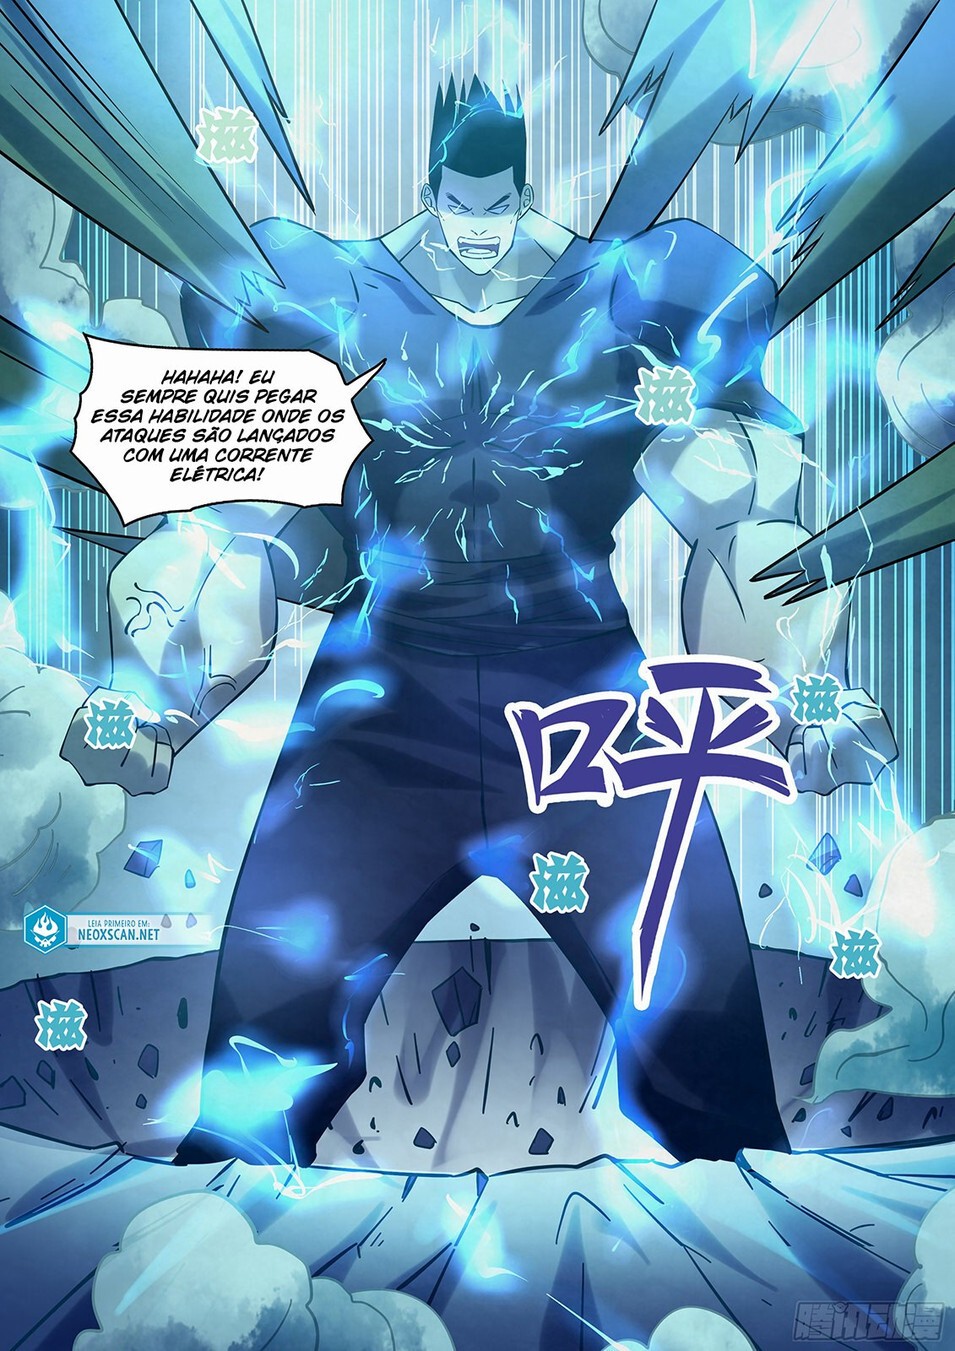 滋
HAHAHA! EU
SEMPRE QUIS PEGAR
ESSA HABILIDADE ONDE OS
ATAQUES SÃO LANÇADOS
COM UMA CORRENTE
ELÉTRICA!
滋
滋
滋
呼
滋
LEIA PRIMEIRO EM:
NEOXSCAN.NET
滋
滋
腾讯动漫